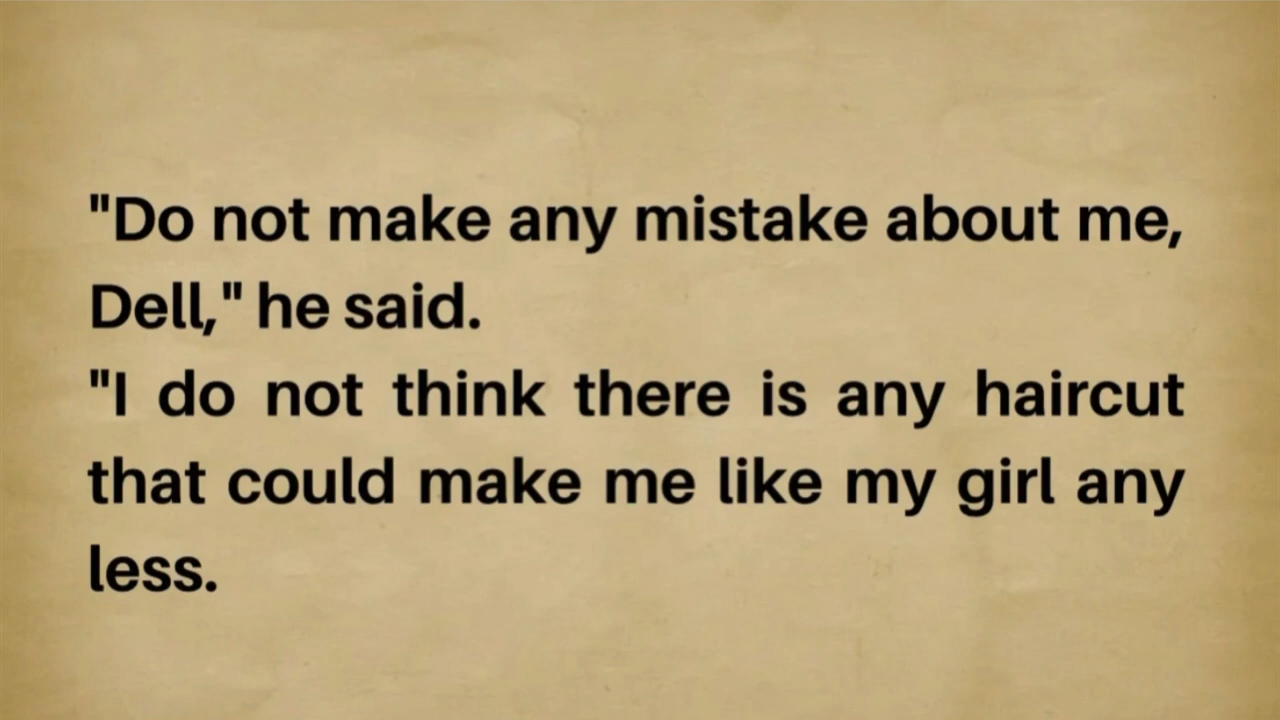 "Do not make any mistake about me,
Dell," he said.
"I do not think there is any haircut
that could make me like my girl any
less.